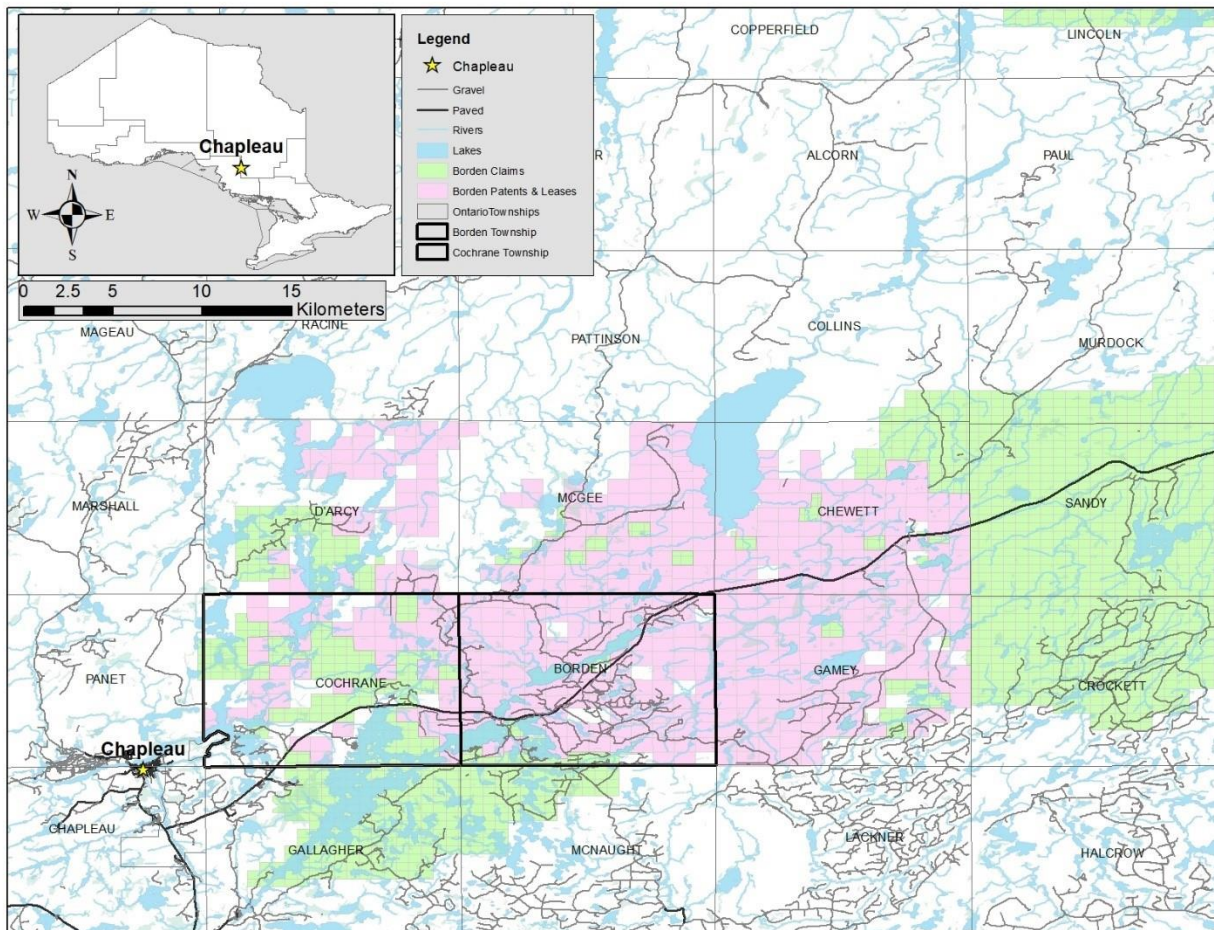 Chapleau
N
W
E
S
0 2.5 5 10 15
Kilometers
Legend
Chapleau
Gravel
Paved
Rivers
Lakes
Borden Claims
Borden Patents & Leases
OntarioTownships
Borden Township
Cochrane Township
COPPERFIELD
LINCOLN
R
ALCORN
PAUL
MAGEAU
RACINE
PATTINSON
COLLINS
MURDOCK
MARSHALL
D'ARCY
MCGEE
CHEWETT
SANDY
PANET
COCHRANE
BORDEN
GAMEY
CROCKETT
Chapleau
CHAPLEAU
GALLAGHER
MCNAUGHT
LACKNER
HALCROW